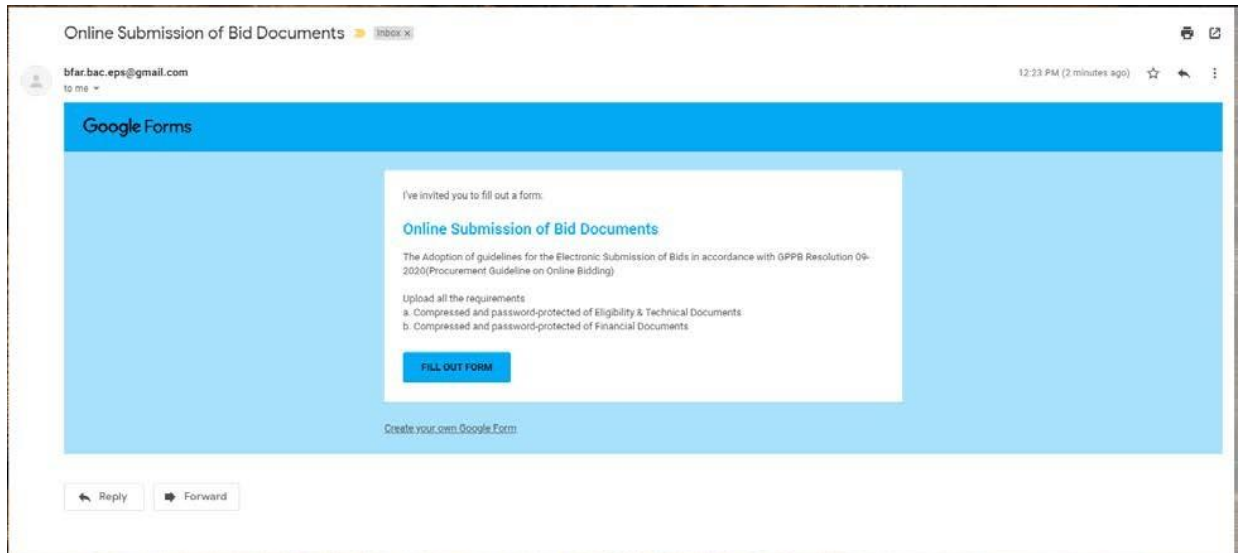 Online Submission of Bid Documents Inbox x
bfar.bac.eps@gmail.com 12:23 PM (2 minutes ago)
to me
Google Forms
I've invited you to fill out a form:
Online Submission of Bid Documents
The Adoption of guidelines for the Electronic Submission of Bids in accordance with GPPB Resolution 09-
2020(Procurement Guideline on Online Bidding)
Upload all the requirements
a. Compressed and password-protected of Eligibility & Technical Documents
b. Compressed and password-protected of Financial Documents
FILL OUT FORM
Create your own Google Form
Reply Forward